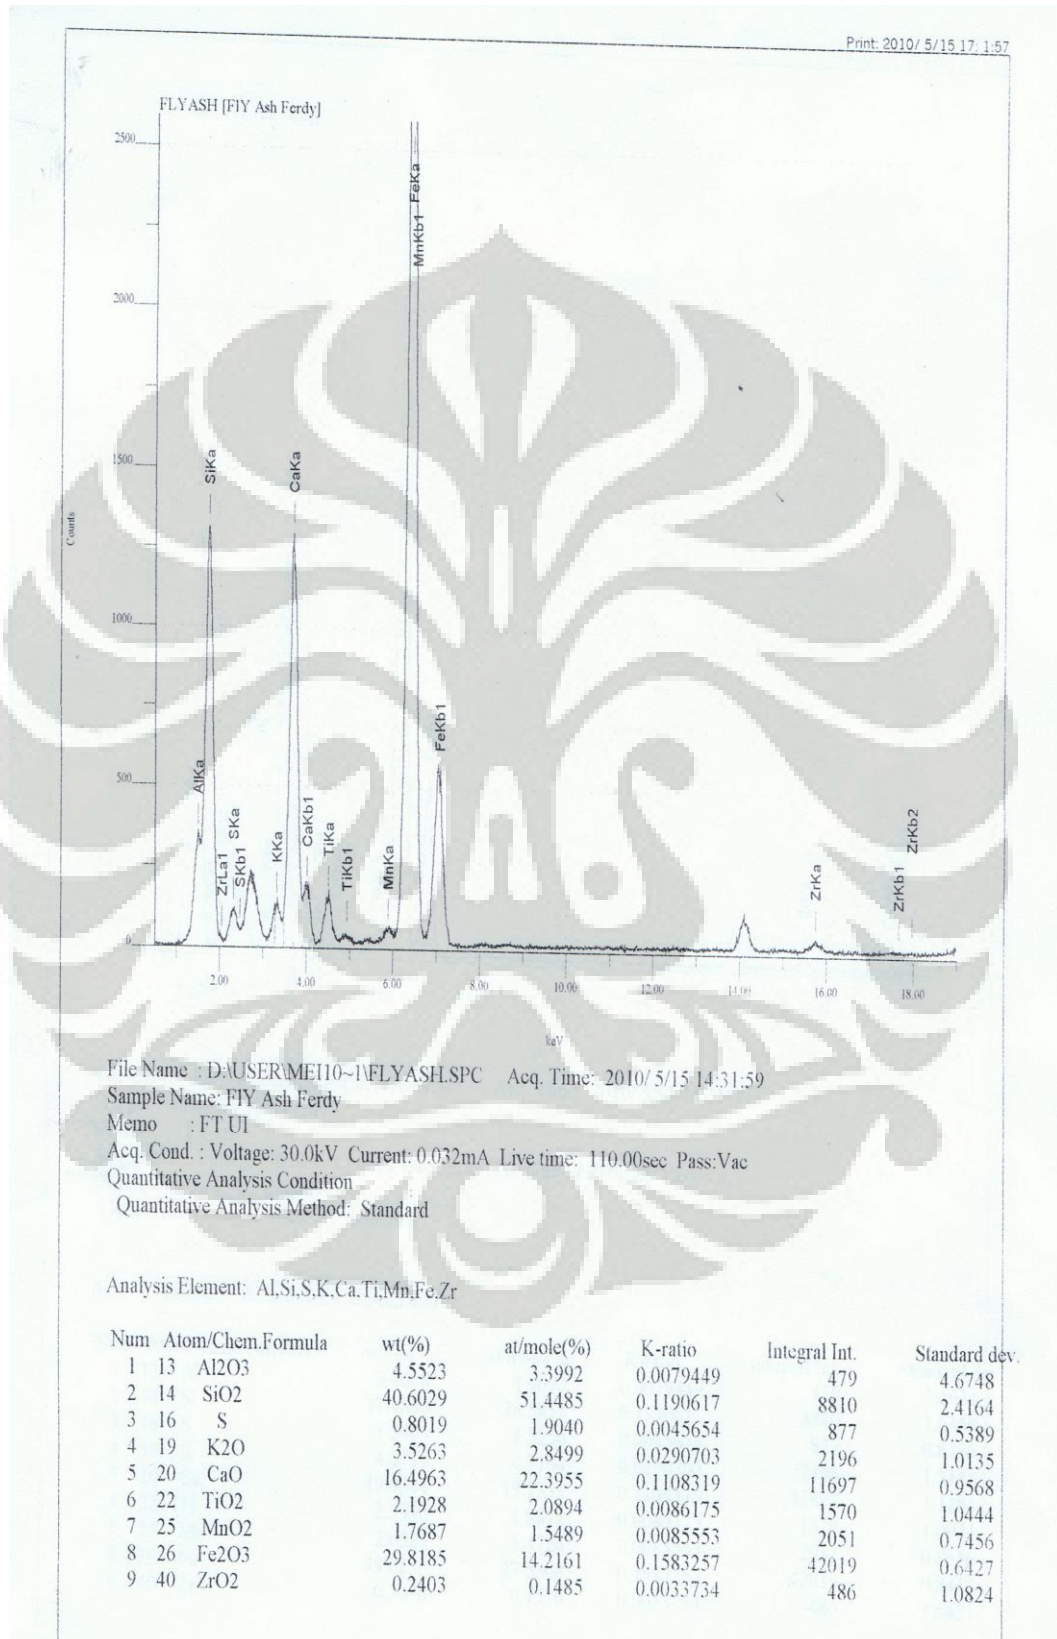 Print: 2010/ 5/15 17: 1:57
FLYASH [FIY Ash Ferdy]
2500
2000
1500
1000
500
0
Counts
AlKa
SiKa
ZrLa1
SKa
SKb1
KKa
CaKa
CaKb1
TiKa
TiKb1
MnKa
MnKb1 FeKa
FeKb1
ZrKa
ZrKb1
ZrKb2
2.00 4.00 6.00 8.00 10.00 12.00 14.00 16.00 18.00
keV
File Name : D:\USER\MEI10~1\FLYASH.SPC Acq. Time: 2010/ 5/15 14:31:59
Sample Name: FIY Ash Ferdy
Memo : FT UI
Acq. Cond. : Voltage: 30.0kV Current: 0.032mA Live time: 110.00sec Pass:Vac
Quantitative Analysis Condition
Quantitative Analysis Method: Standard
Analysis Element: Al,Si,S,K,Ca,Ti,Mn,Fe,Zr
Num Atom/Chem.Formula wt(%) at/mole(%) K-ratio Integral Int. Standard dev.
1 13 Al2O3 4.5523 3.3992 0.0079449 479 4.6748
2 14 SiO2 40.6029 51.4485 0.1190617 8810 2.4164
3 16 S 0.8019 1.9040 0.0045654 877 0.5389
4 19 K2O 3.5263 2.8499 0.0290703 2196 1.0135
5 20 CaO 16.4963 22.3955 0.1108319 11697 0.9568
6 22 TiO2 2.1928 2.0894 0.0086175 1570 1.0444
7 25 MnO2 1.7687 1.5489 0.0085553 2051 0.7456
8 26 Fe2O3 29.8185 14.2161 0.1583257 42019 0.6427
9 40 ZrO2 0.2403 0.1485 0.0033734 486 1.0824